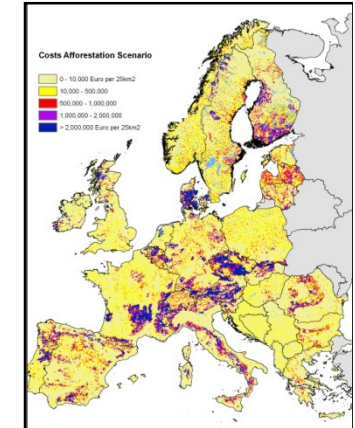 Costs Afforestation Scenario
0 - 10,000 Euro per 25km2
10,000 - 500,000
500,000 - 1,000,000
1,000,000 - 2,000,000
> 2,000,000 Euro per 25km2